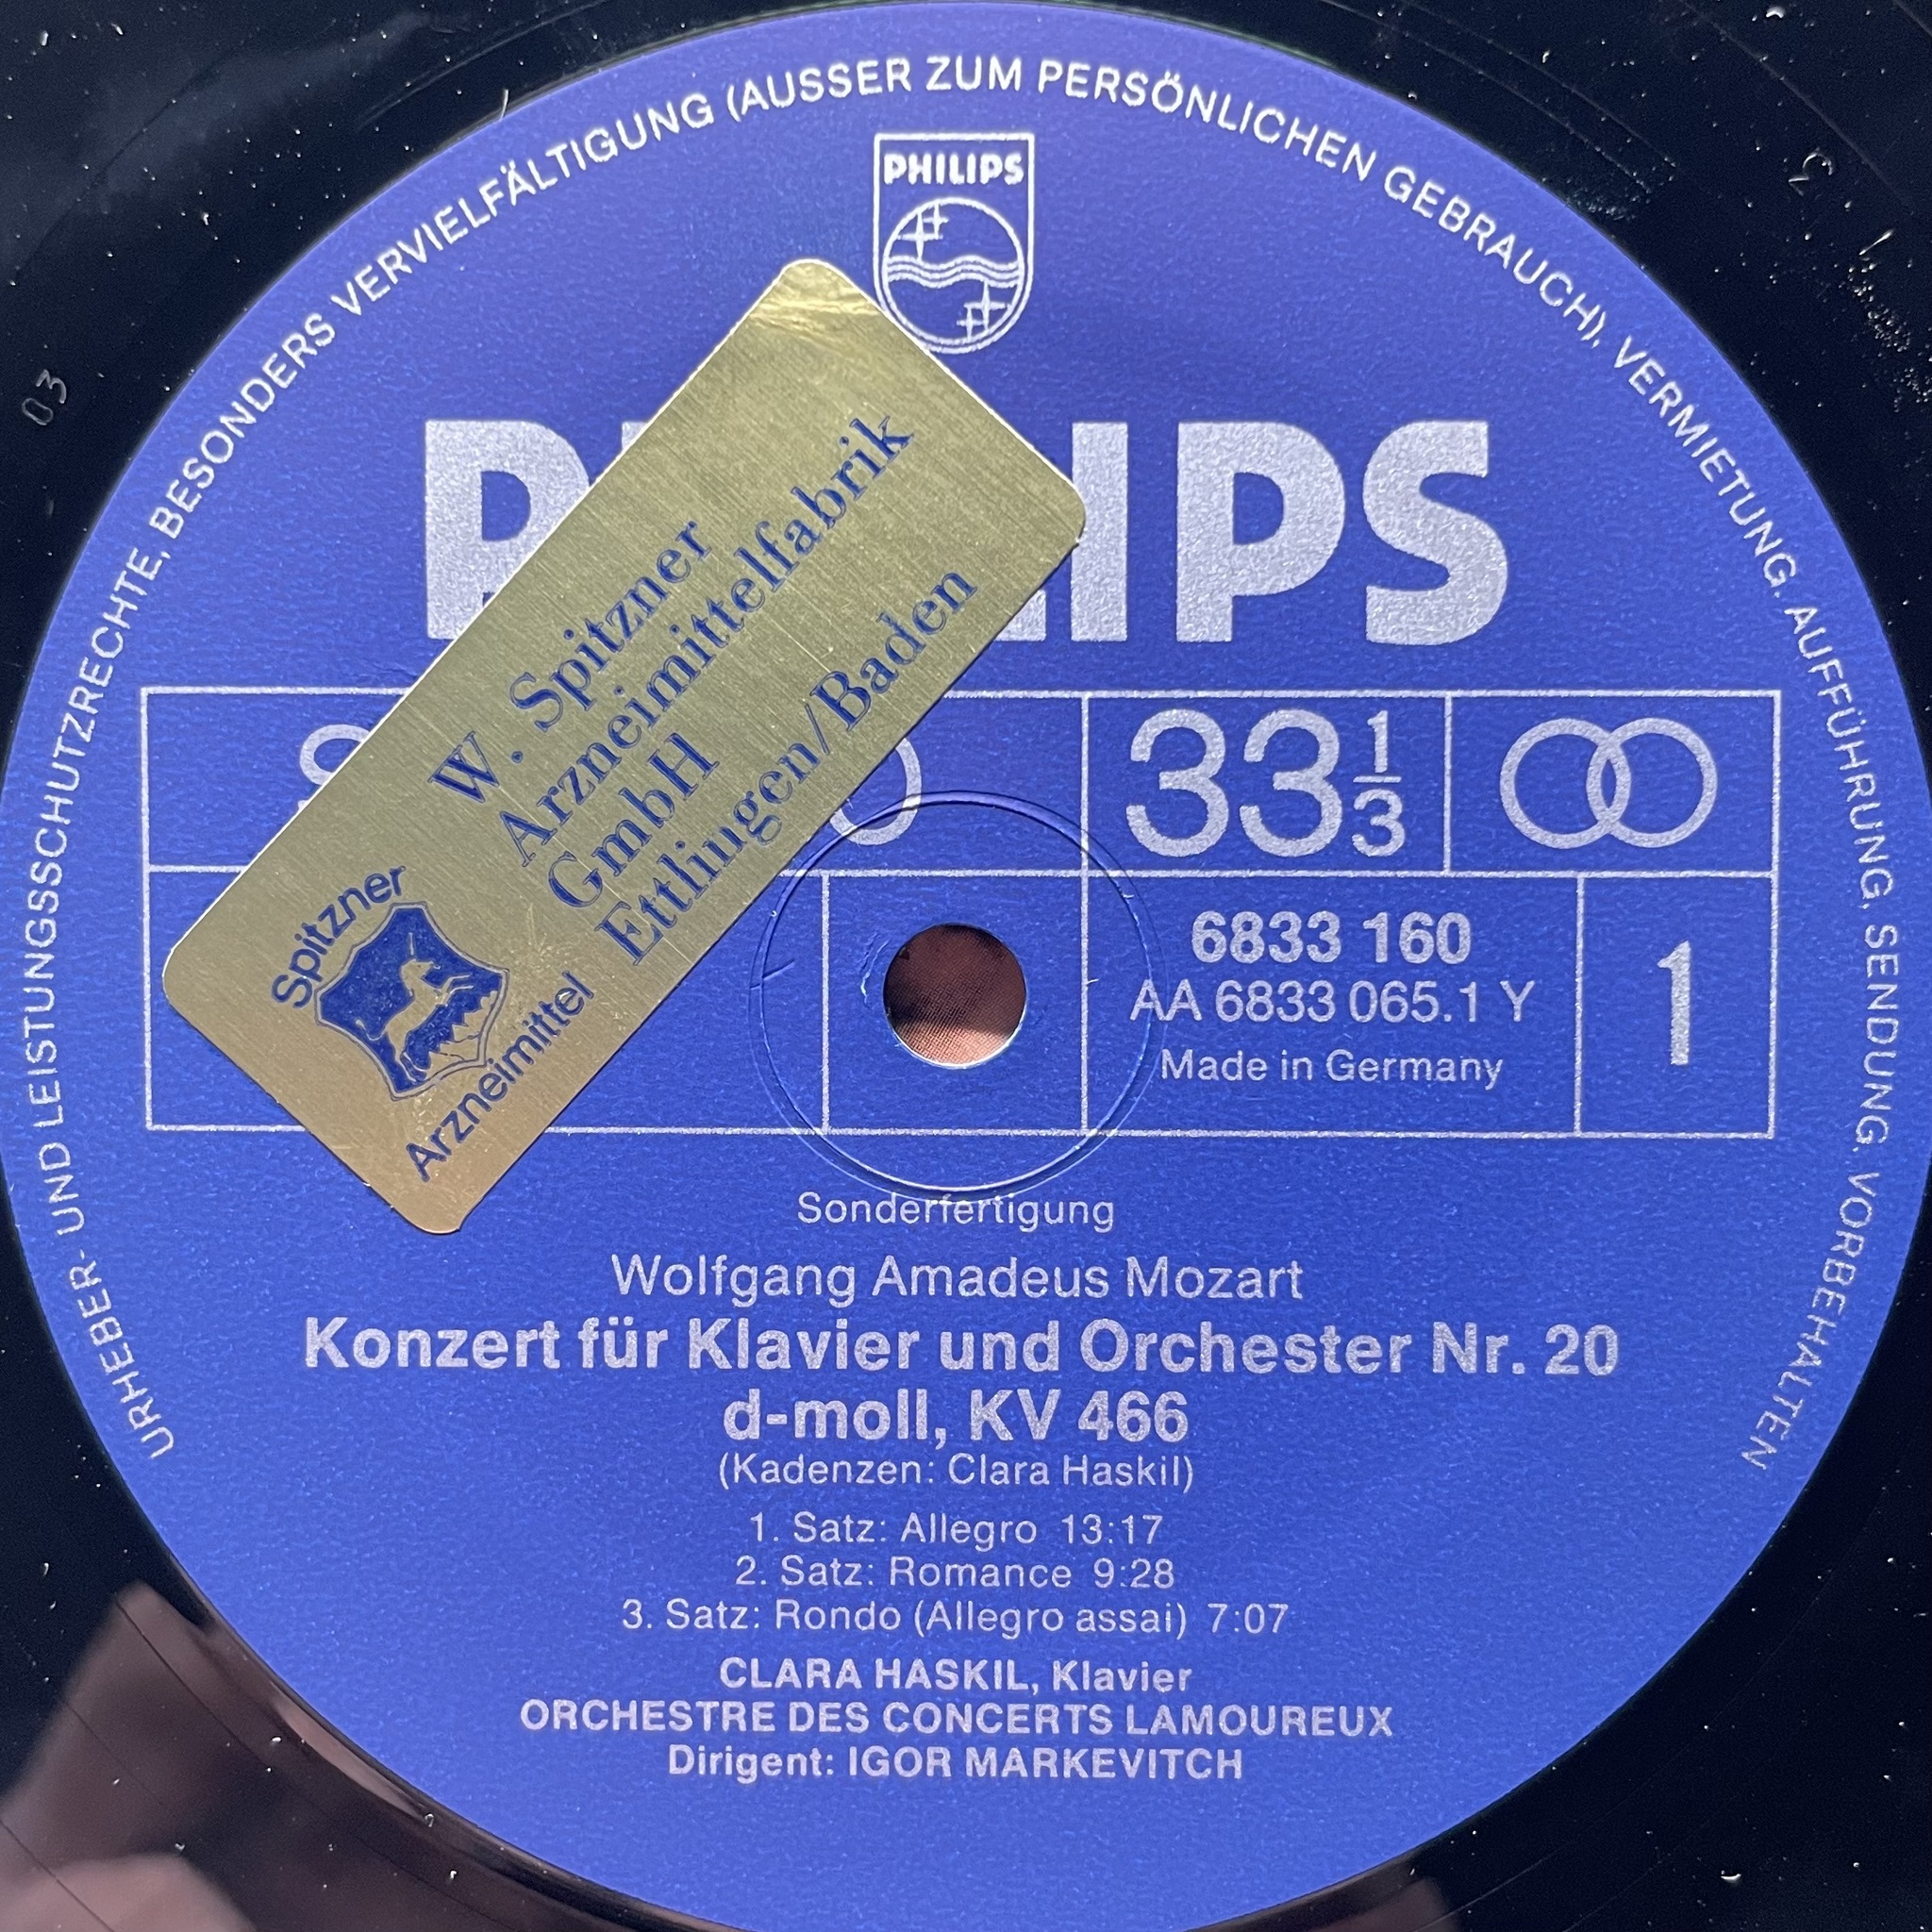 URHEBER- UND LEISTUNGSSCHUTZRECHTE, BESONDERS VERVIELFÄLTIGUNG (AUSSER ZUM PERSÖNLICHEN GEBRAUCH), VERMIETUNG, AUFFÜHRUNG, SENDUNG, VORBEHALTEN
PHILIPS
W. Spitzner
Arzneimittelfabrik
GmbH
Ettlingen/Baden
Spitzner
Arzneimittel
33 1/3
6833 160
AA 6833 065.1 Y
Made in Germany
1
Sonderfertigung
Wolfgang Amadeus Mozart
Konzert für Klavier und Orchester Nr. 20
d-moll, KV 466
(Kadenzen: Clara Haskil)
1. Satz: Allegro 13:17
2. Satz: Romance 9:28
3. Satz: Rondo (Allegro assai) 7:07
CLARA HASKIL, Klavier
ORCHESTRE DES CONCERTS LAMOUREUX
Dirigent: IGOR MARKEVITCH
03